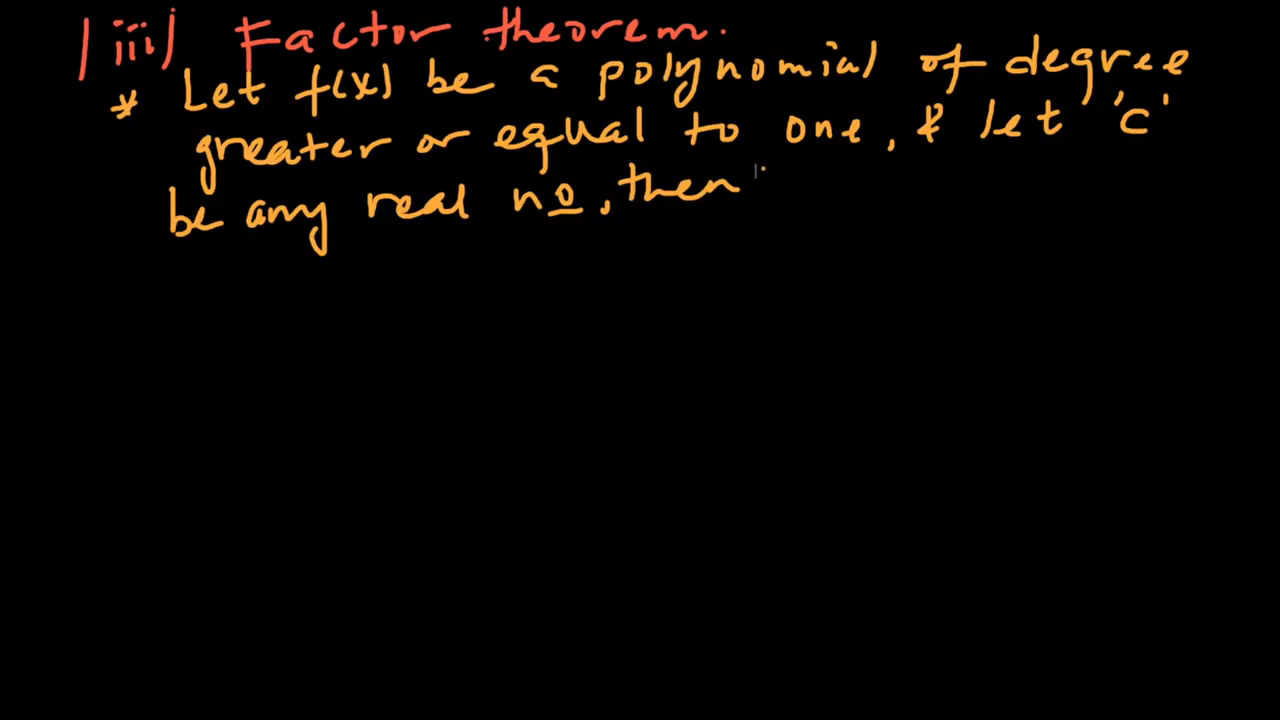 |iii) Factor theorem.
* Let f(x) be a polynomial of degree
greater or equal to one, & let 'c'
be any real no, then